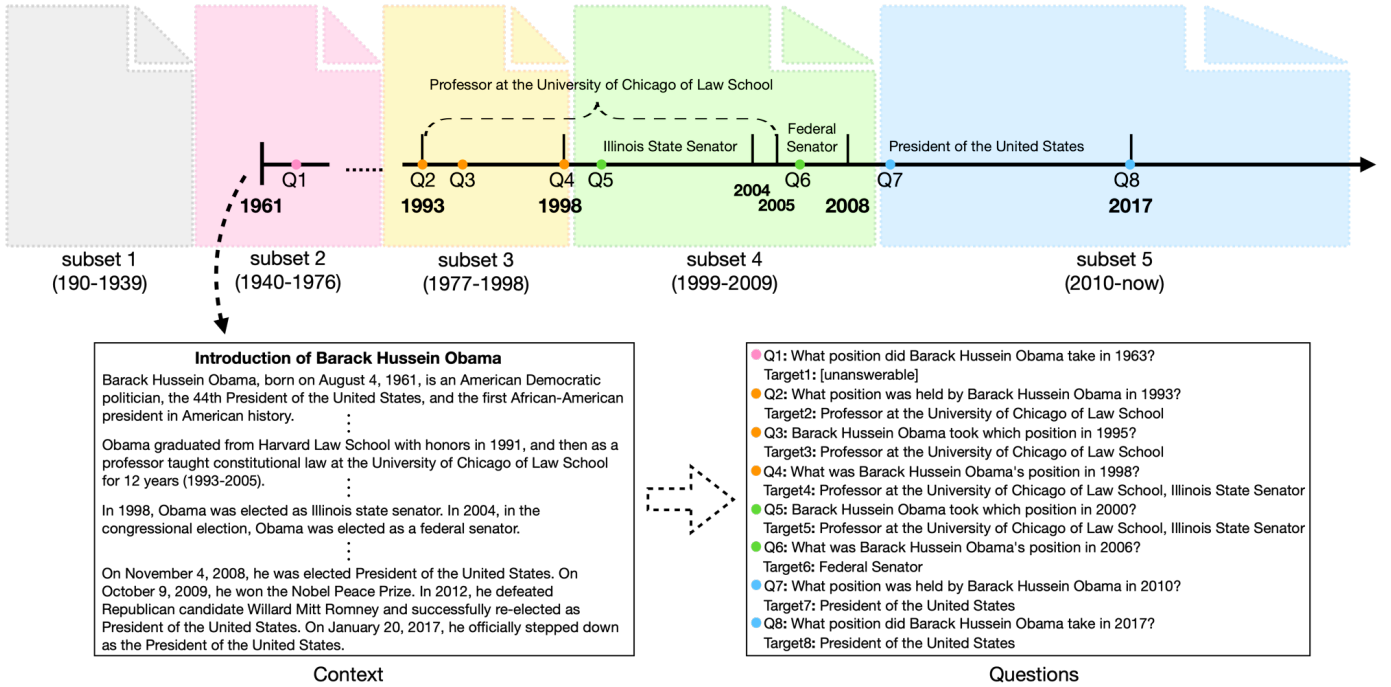 Professor at the University of Chicago of Law School
Illinois State Senator
Federal
Senator
President of the United States
Q1
Q2
Q3
Q4
Q5
Q6
Q7
Q8
1961
1993
1998
2004
2005
2008
2017
subset 1
(190-1939)
subset 2
(1940-1976)
subset 3
(1977-1998)
subset 4
(1999-2009)
subset 5
(2010-now)
Introduction of Barack Hussein Obama
Barack Hussein Obama, born on August 4, 1961, is an American Democratic
politician, the 44th President of the United States, and the first African-American
president in American history.
Obama graduated from Harvard Law School with honors in 1991, and then as a
professor taught constitutional law at the University of Chicago of Law School
for 12 years (1993-2005).
In 1998, Obama was elected as Illinois state senator. In 2004, in the
congressional election, Obama was elected as a federal senator.
On November 4, 2008, he was elected President of the United States. On
October 9, 2009, he won the Nobel Peace Prize. In 2012, he defeated
Republican candidate Willard Mitt Romney and successfully re-elected as
President of the United States. On January 20, 2017, he officially stepped down
as the President of the United States.
Context
Q1: What position did Barack Hussein Obama take in 1963?
Target1: [unanswerable]
Q2: What position was held by Barack Hussein Obama in 1993?
Target2: Professor at the University of Chicago of Law School
Q3: Barack Hussein Obama took which position in 1995?
Target3: Professor at the University of Chicago of Law School
Q4: What was Barack Hussein Obama's position in 1998?
Target4: Professor at the University of Chicago of Law School, Illinois State Senator
Q5: Barack Hussein Obama took which position in 2000?
Target5: Professor at the University of Chicago of Law School, Illinois State Senator
Q6: What was Barack Hussein Obama's position in 2006?
Target6: Federal Senator
Q7: What position was held by Barack Hussein Obama in 2010?
Target7: President of the United States
Q8: What position did Barack Hussein Obama take in 2017?
Target8: President of the United States
Questions